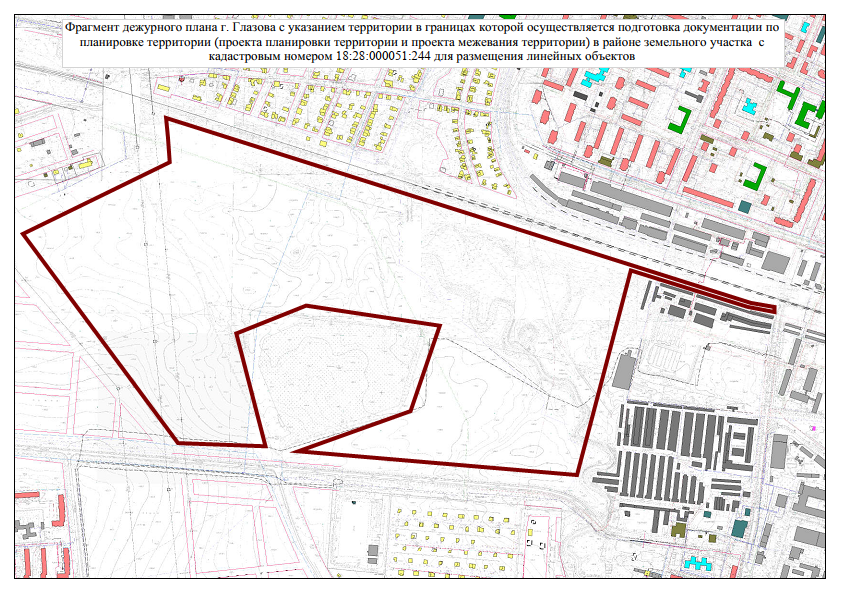 Фрагмент дежурного плана г. Глазова с указанием территории в границах которой осуществляется подготовка документации по
планировке территории (проекта планировки территории и проекта межевания территории) в районе земельного участка с
кадастровым номером 18:28:000051:244 для размещения линейных объектов